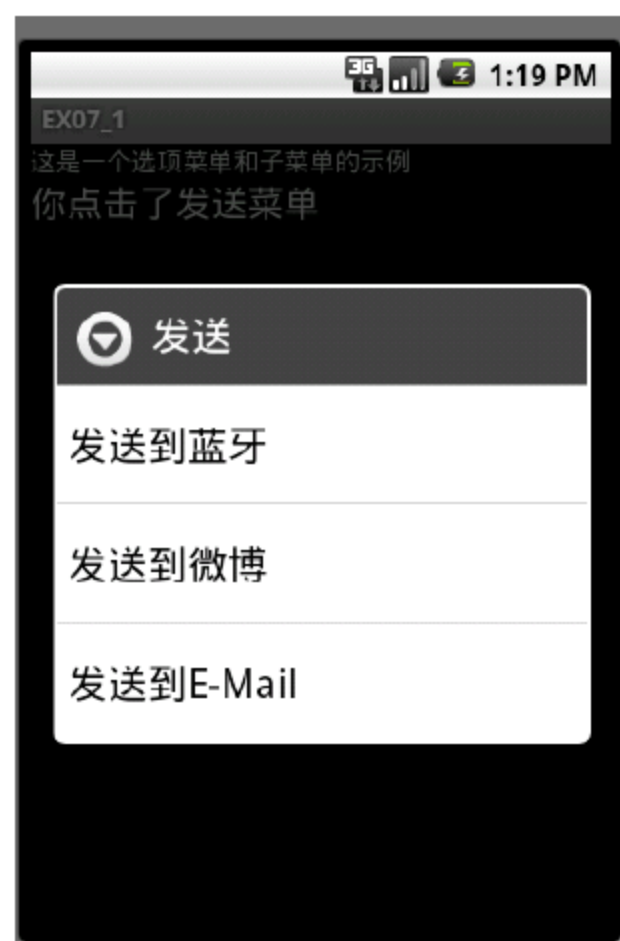 3G 1:19 PM
EX07_1
这是一个选项菜单和子菜单的示例
你点击了发送菜单
发送
发送到蓝牙
发送到微博
发送到E-Mail